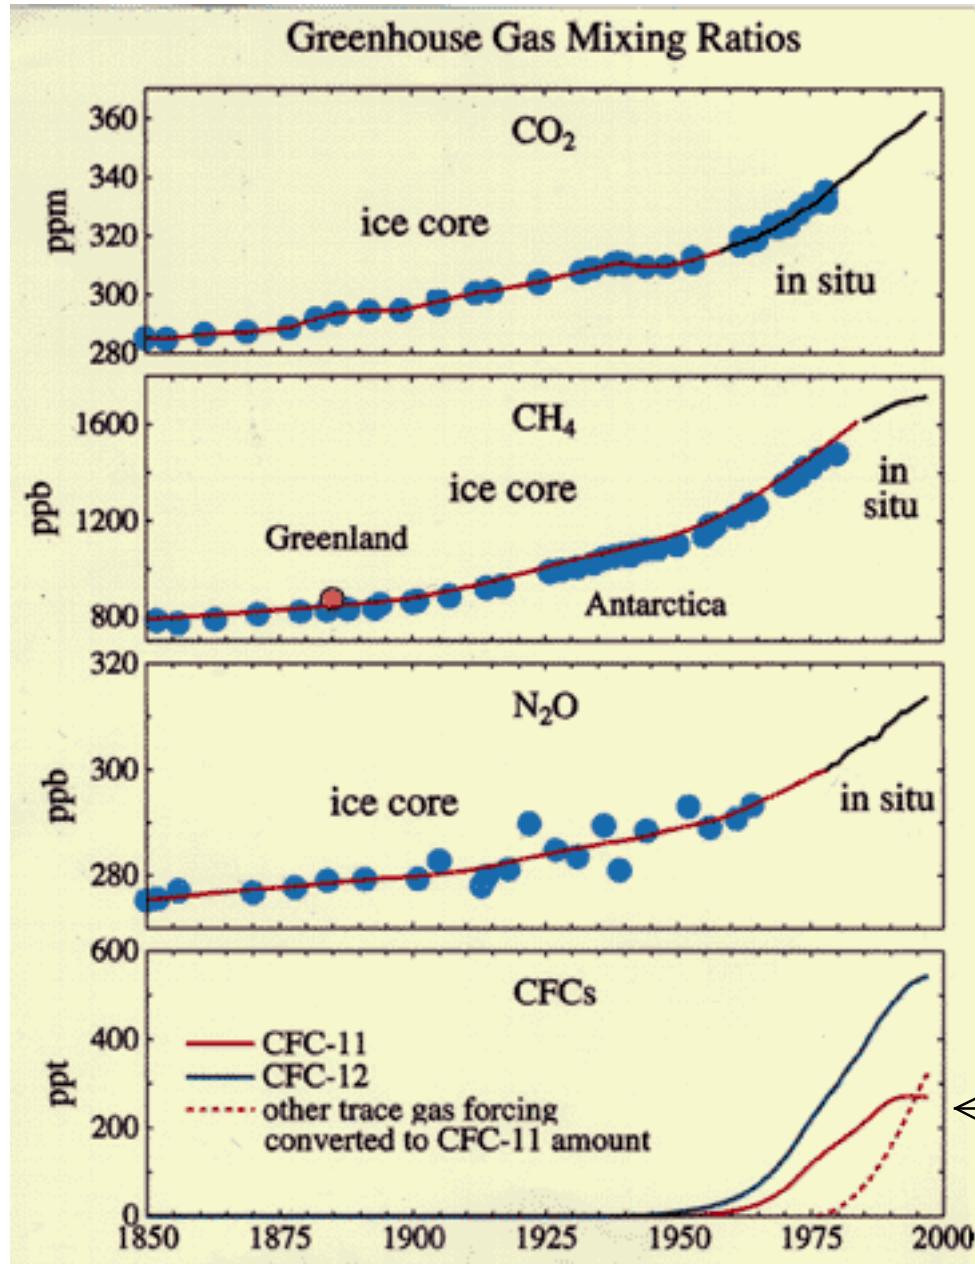 Greenhouse Gas Mixing Ratios
CO₂
ppm
360
340
320
300
280
ice core
in situ
CH₄
ppb
1600
1200
800
ice core
in
situ
Greenland
Antarctica
N₂O
ppb
320
300
280
ice core
in situ
CFCs
ppt
600
400
200
0
CFC-11
CFC-12
other trace gas forcing
converted to CFC-11 amount
1850 1875 1900 1925 1950 1975 2000